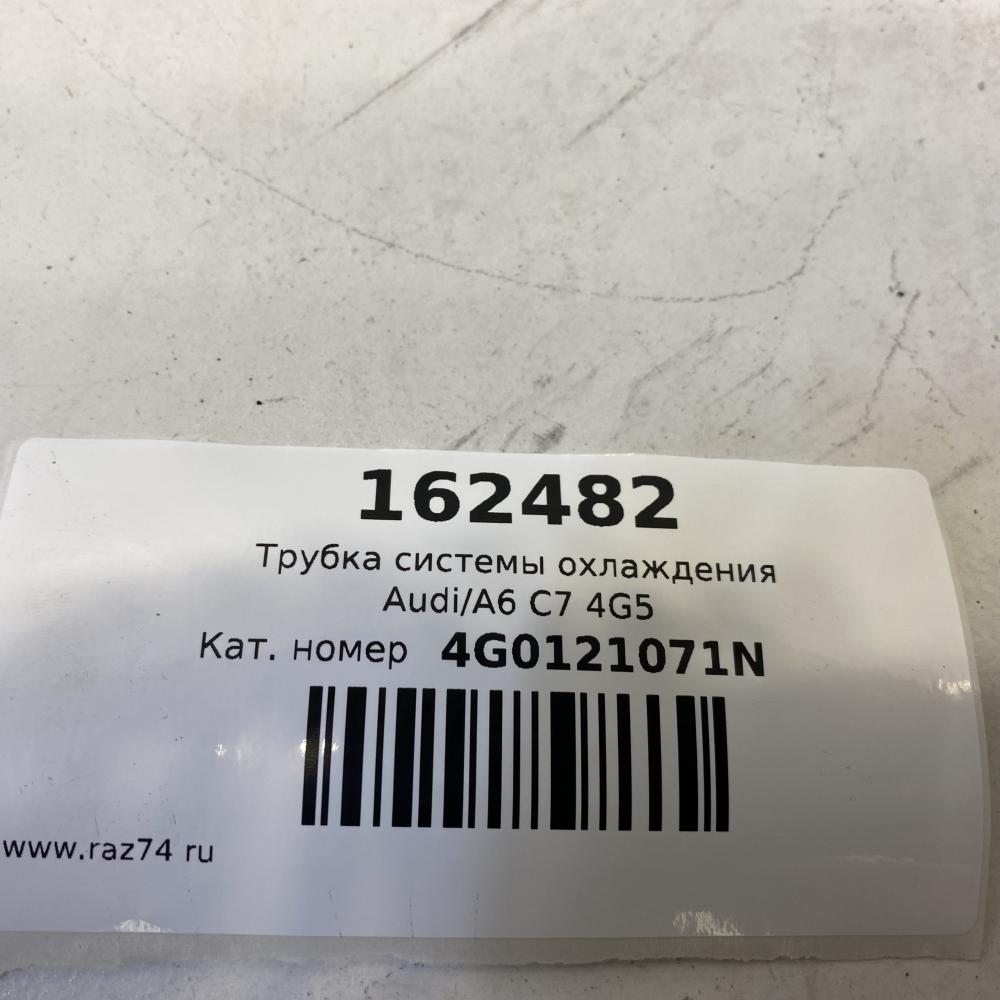 162482
Трубка системы охлаждения
Audi/A6 C7 4G5
Кат. номер 4G0121071N
www.raz74 ru